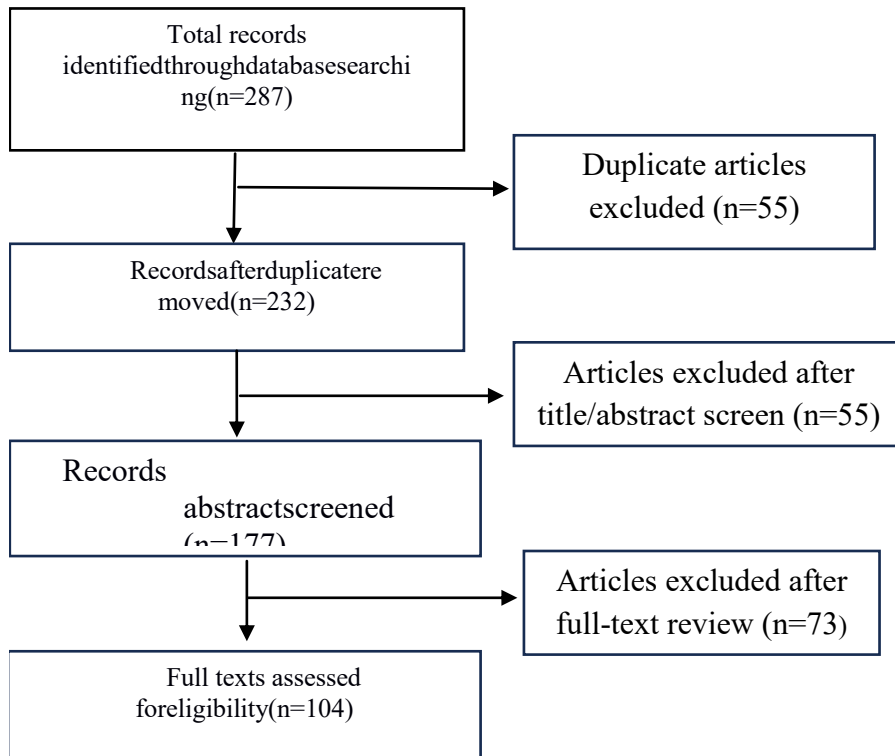 Total records
identifiedthroughdatabasesearchi
ng(n=287)
Duplicate articles
excluded (n=55)
Recordsafterduplicatere
moved(n=232)
Articles excluded after
title/abstract screen (n=55)
Records
abstractscreened
(n=177)
Articles excluded after
full-text review (n=73)
Full texts assessed
foreligibility(n=104)